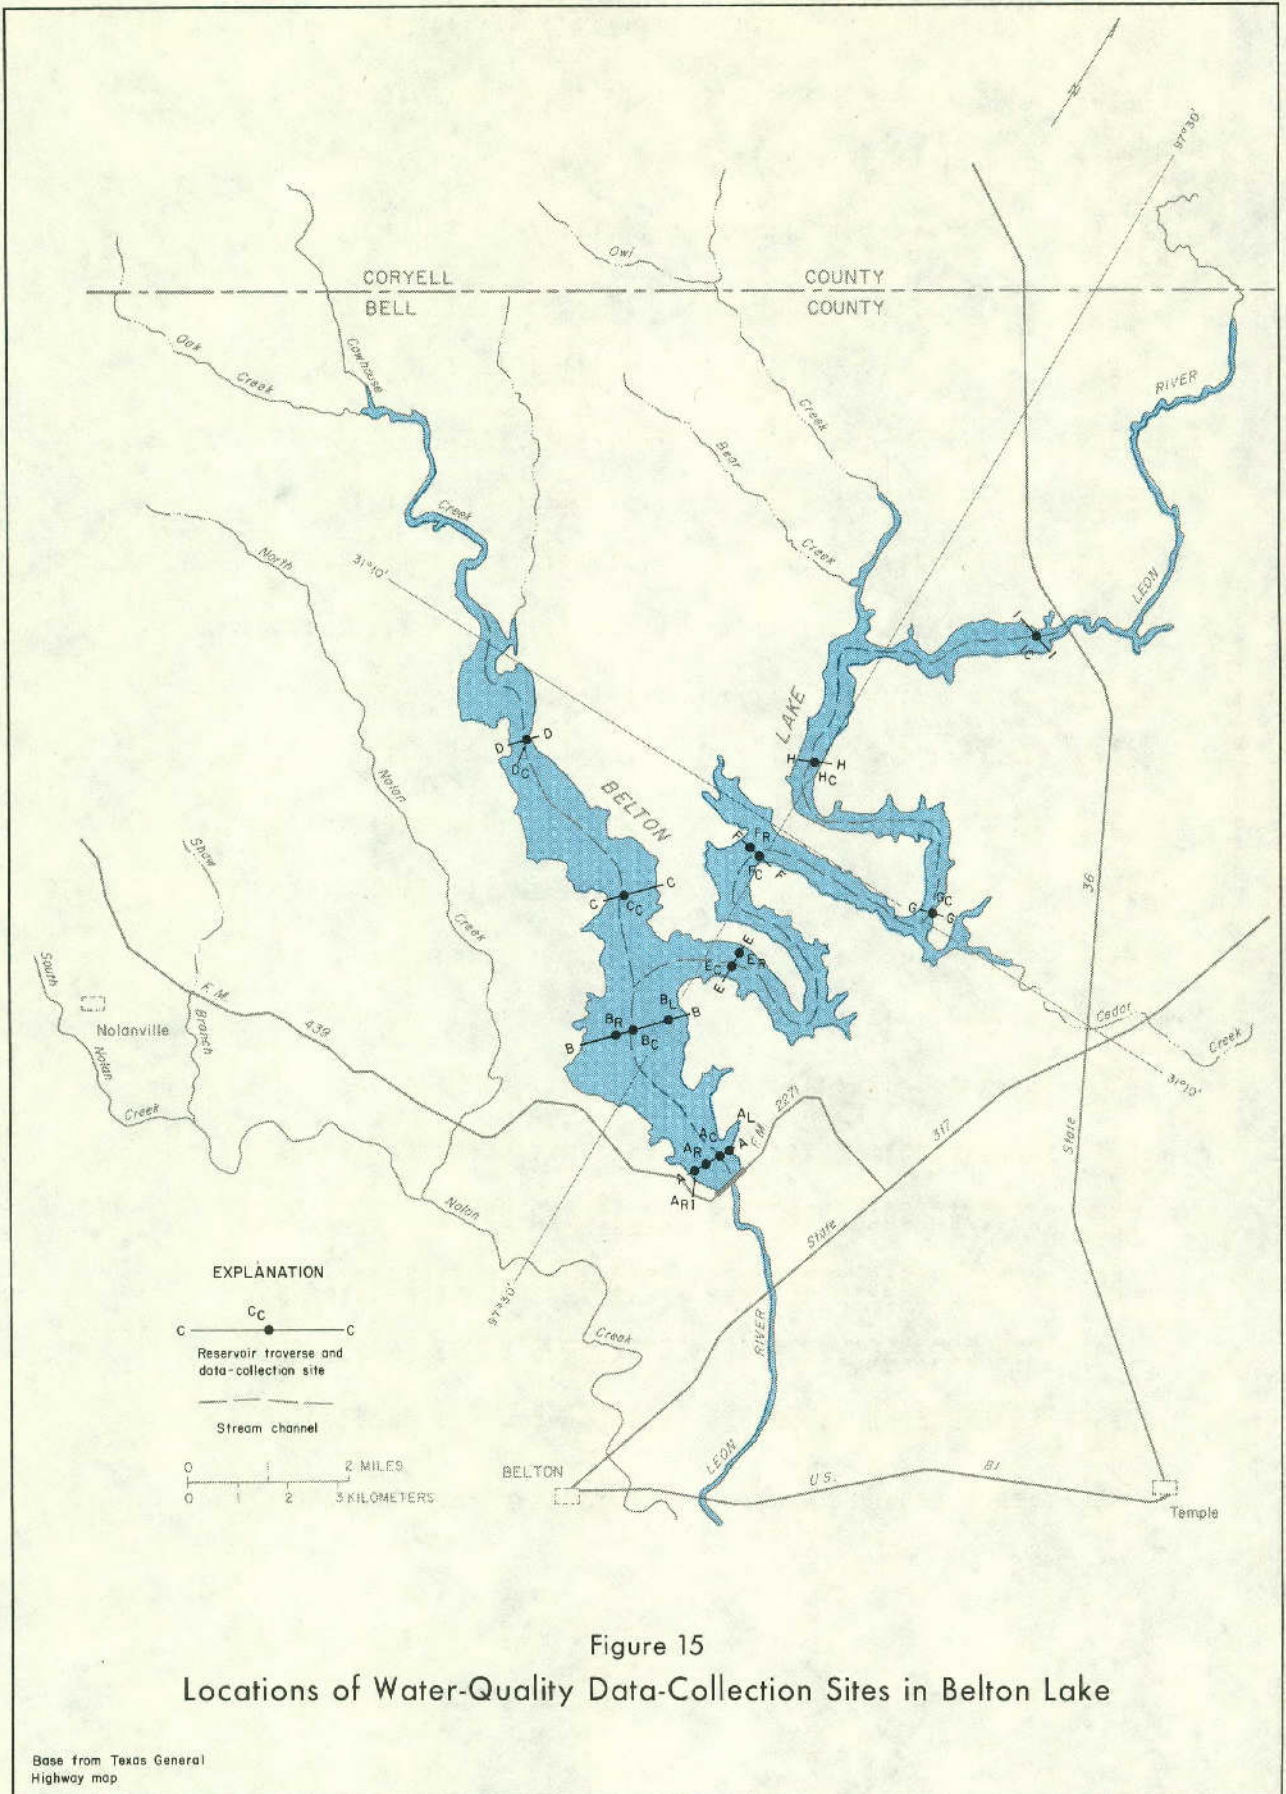 N
97°30'
Owl
CORYELL COUNTY
BELL COUNTY
Oak
Creek
Cowhouse
Creek
RIVER
Creek
Bear
Creek
North
31°10'
LEON
I
I
I C
LAKE
D D
D C
H H
H C
BELTON
Nolan
Shaw
F F R
F C F
36
C C
C C
G C
G G
Creek
South
E
E C E R
E
F. M.
B L
B
Nolanville
439
Branch
B R
B C
B
Cedar
Creek
Nolan
Creek
31°10'
2271
F.M.
A L
A C A
A R
A
A R1
317
State
State
Nolan
EXPLANATION
C C
C C
Reservoir traverse and
data-collection site
Stream channel
97°30'
Creek
RIVER
0 1 2 MILES
0 1 2 3 KILOMETERS
BELTON
LEON
U.S.
81
Temple
Figure 15
Locations of Water-Quality Data-Collection Sites in Belton Lake
Base from Texas General
Highway map